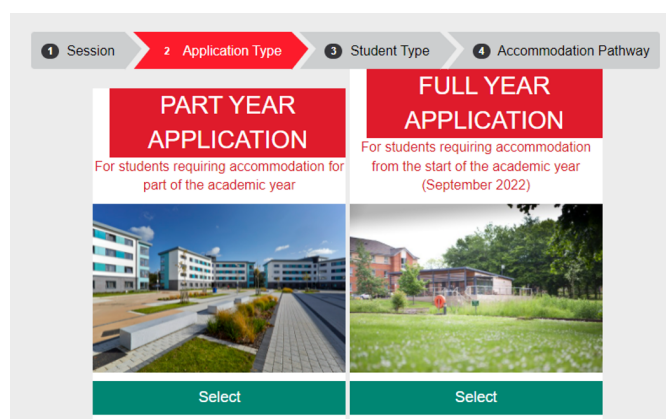 1 Session
2 Application Type
3 Student Type
4 Accommodation Pathway
PART YEAR
APPLICATION
For students requiring accommodation for
part of the academic year
Select
FULL YEAR
APPLICATION
For students requiring accommodation
from the start of the academic year
(September 2022)
Select